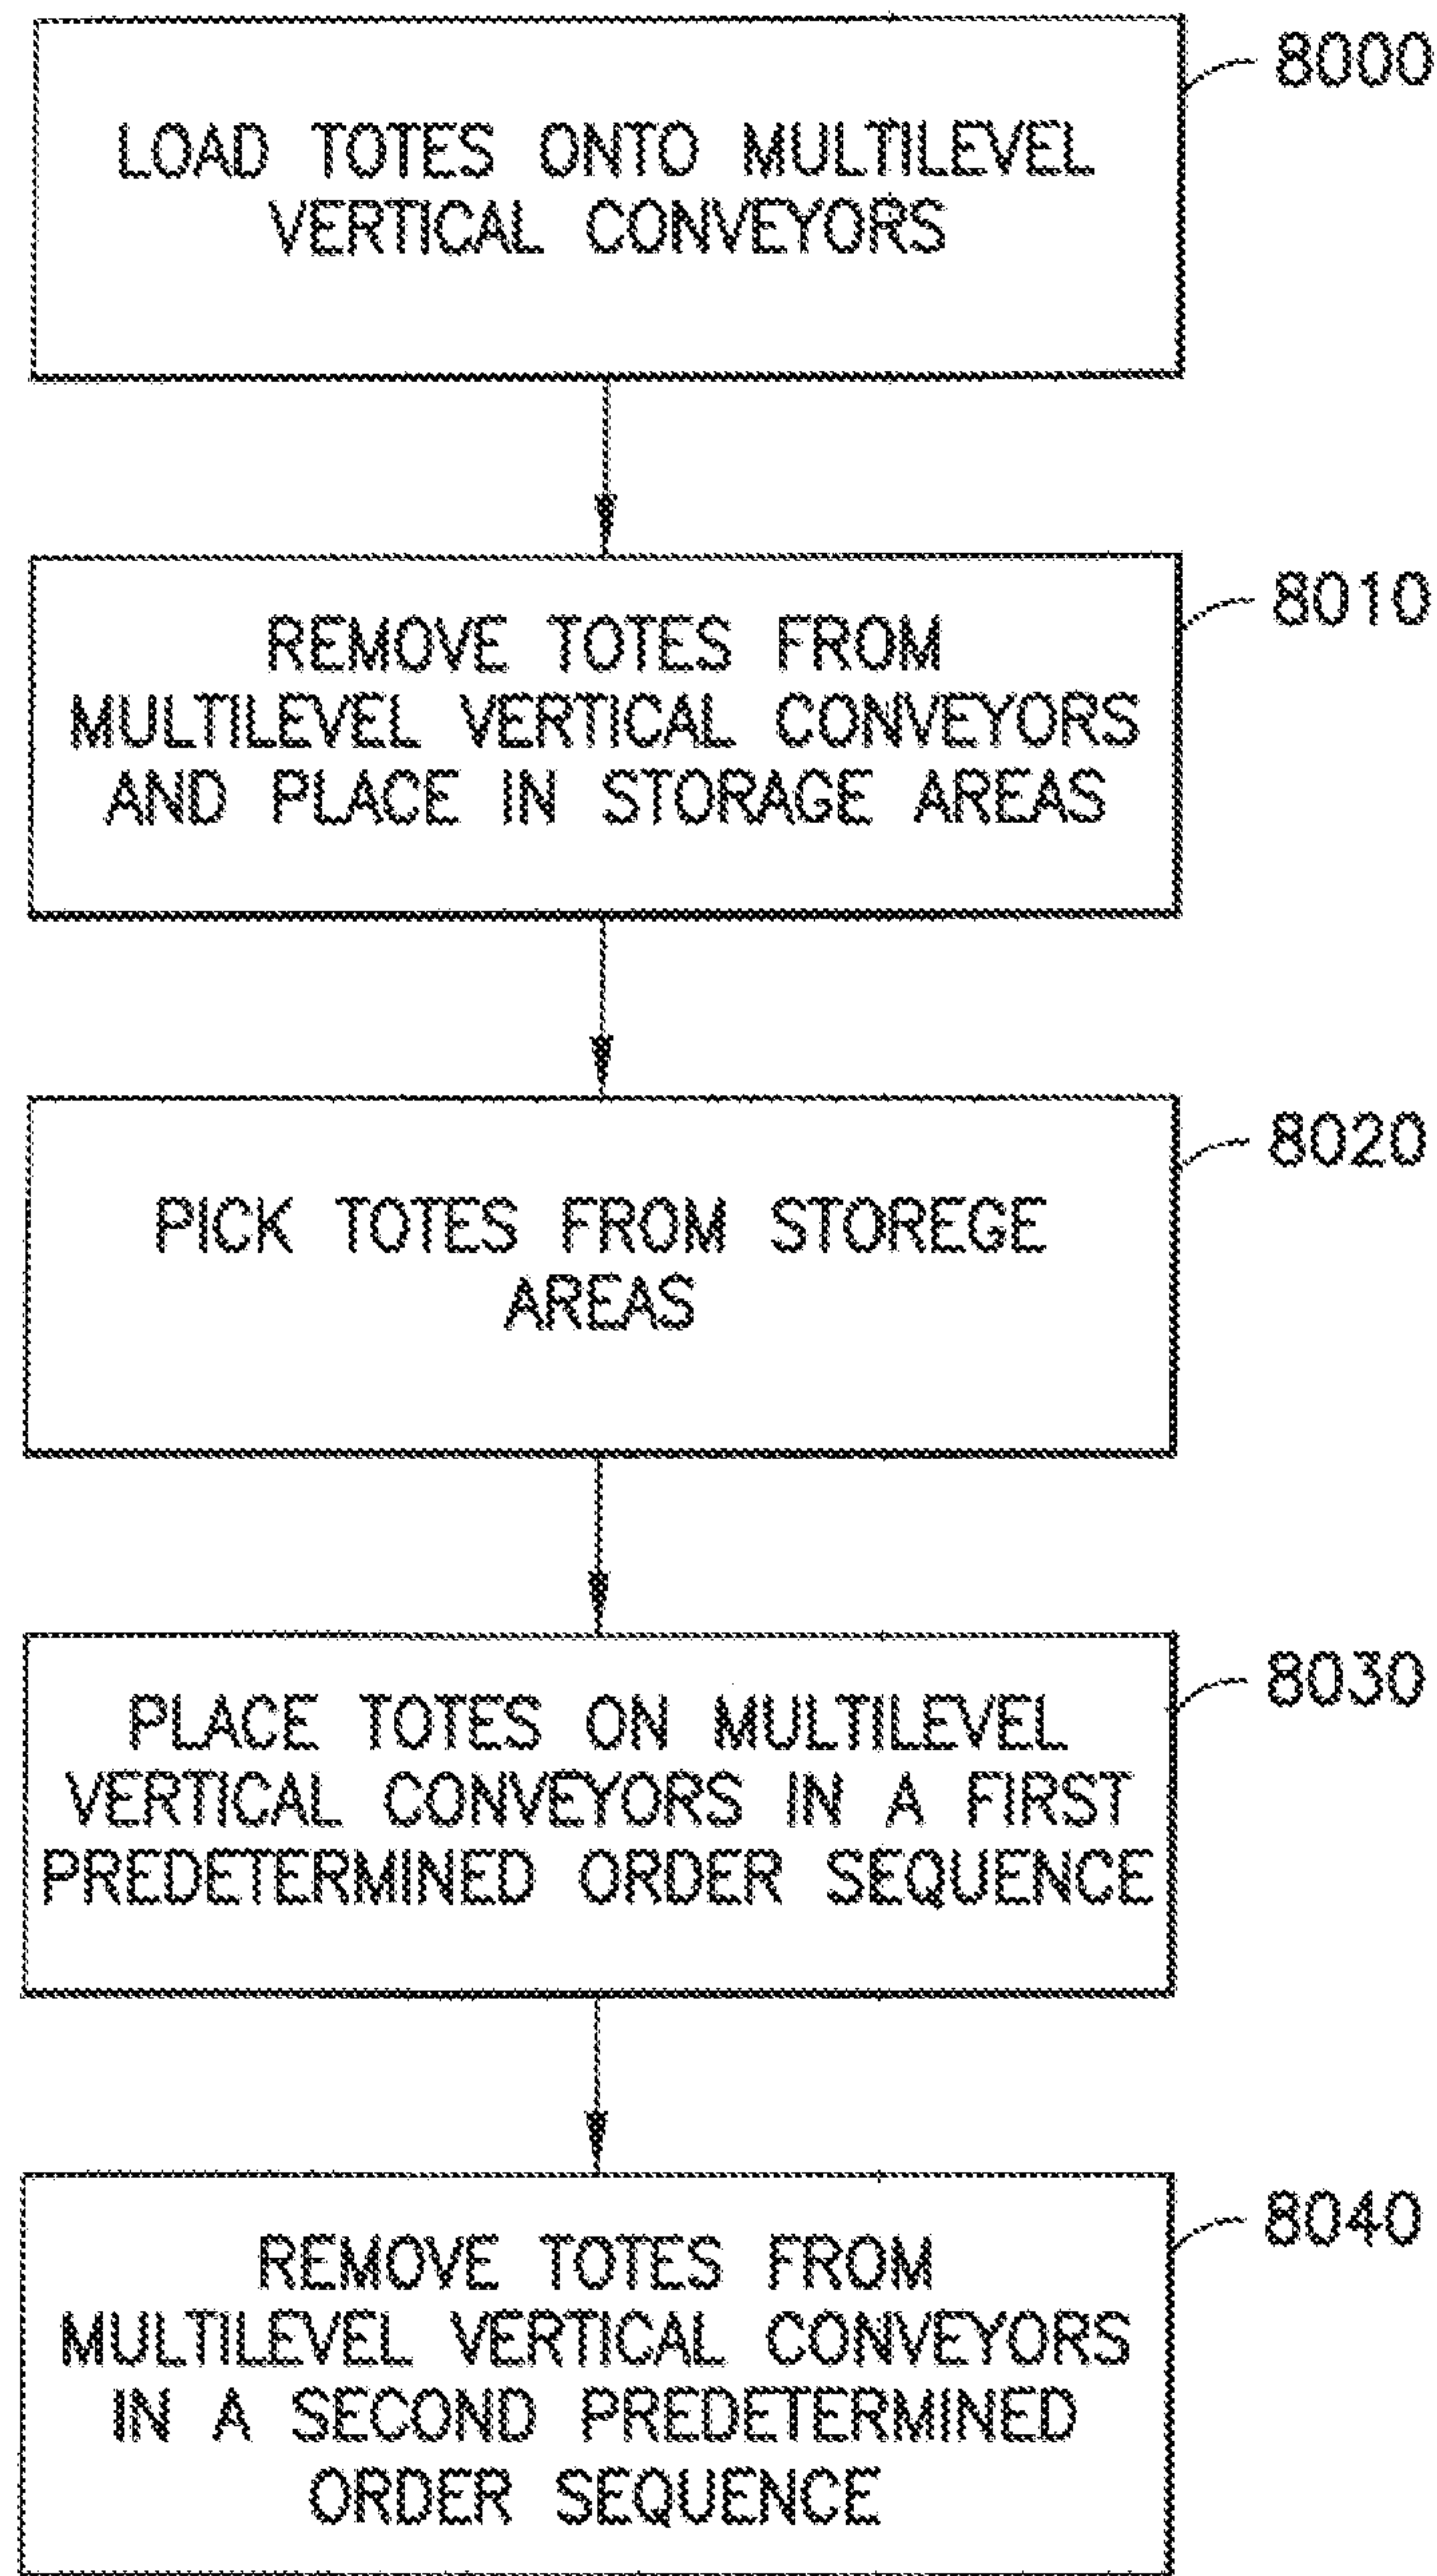 8000
LOAD TOTES ONTO MULTILEVEL
VERTICAL CONVEYORS
8010
REMOVE TOTES FROM
MULTILEVEL VERTICAL CONVEYORS
AND PLACE IN STORAGE AREAS
8020
PICK TOTES FROM STOREGE
AREAS
8030
PLACE TOTES ON MULTILEVEL
VERTICAL CONVEYORS IN A FIRST
PREDETERMINED ORDER SEQUENCE
8040
REMOVE TOTES FROM
MULTILEVEL VERTICAL CONVEYORS
IN A SECOND PREDETERMINED
ORDER SEQUENCE